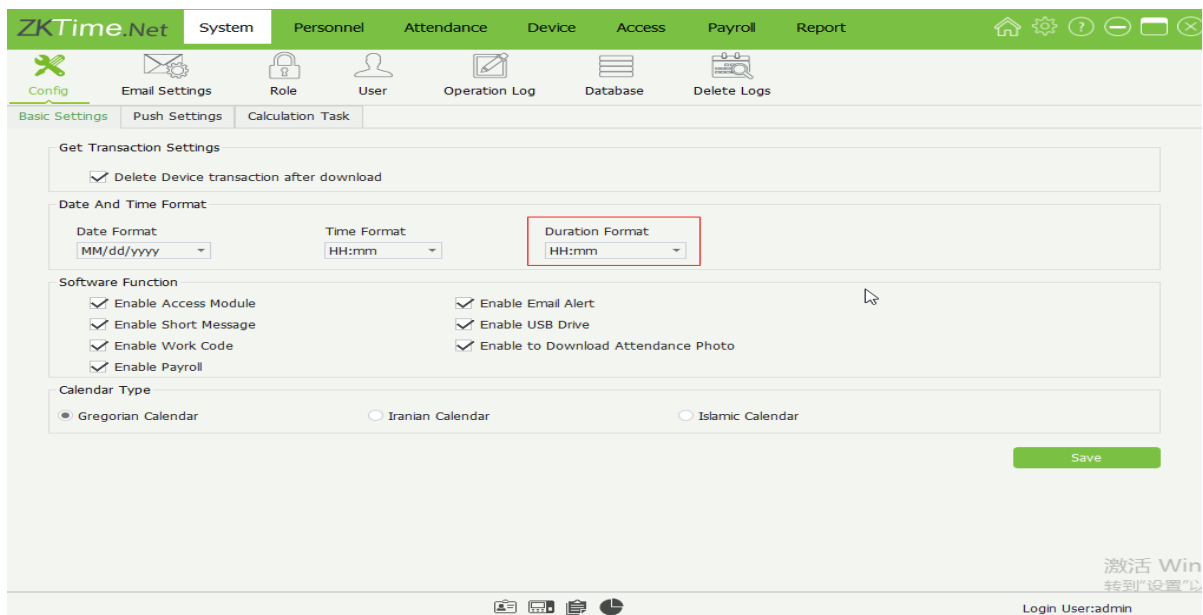 ZKTime.Net System Personnel Attendance Device Access Payroll Report
Config Email Settings Role User Operation Log Database Delete Logs
Basic Settings Push Settings Calculation Task
Get Transaction Settings
Delete Device transaction after download
Date And Time Format
Date Format Time Format Duration Format
MM/dd/yyyy HH:mm HH:mm
Software Function
Enable Access Module Enable Email Alert
Enable Short Message Enable USB Drive
Enable Work Code Enable to Download Attendance Photo
Enable Payroll
Calendar Type
Gregorian Calendar Iranian Calendar Islamic Calendar
Save
激活 Win
转到"设置"以
Login User:admin